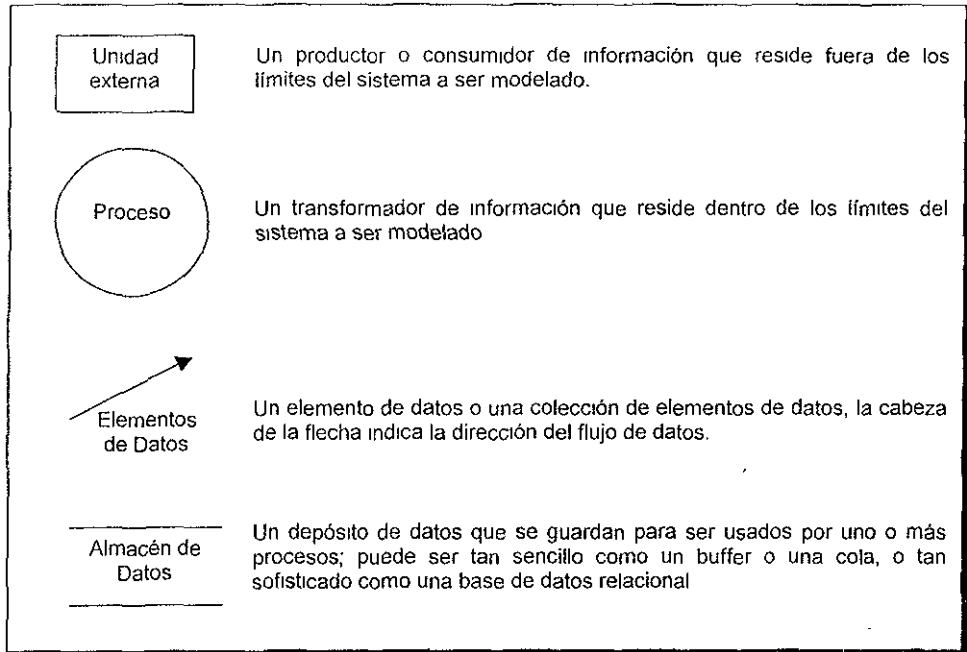 Unidad
externa
Un productor o consumidor de información que reside fuera de los
límites del sistema a ser modelado.
Proceso
Un transformador de información que reside dentro de los límites del
sistema a ser modelado
Elementos
de Datos
Un elemento de datos o una colección de elementos de datos, la cabeza
de la flecha indica la dirección del flujo de datos.
Almacén de
Datos
Un depósito de datos que se guardan para ser usados por uno o más
procesos; puede ser tan sencillo como un buffer o una cola, o tan
sofisticado como una base de datos relacional